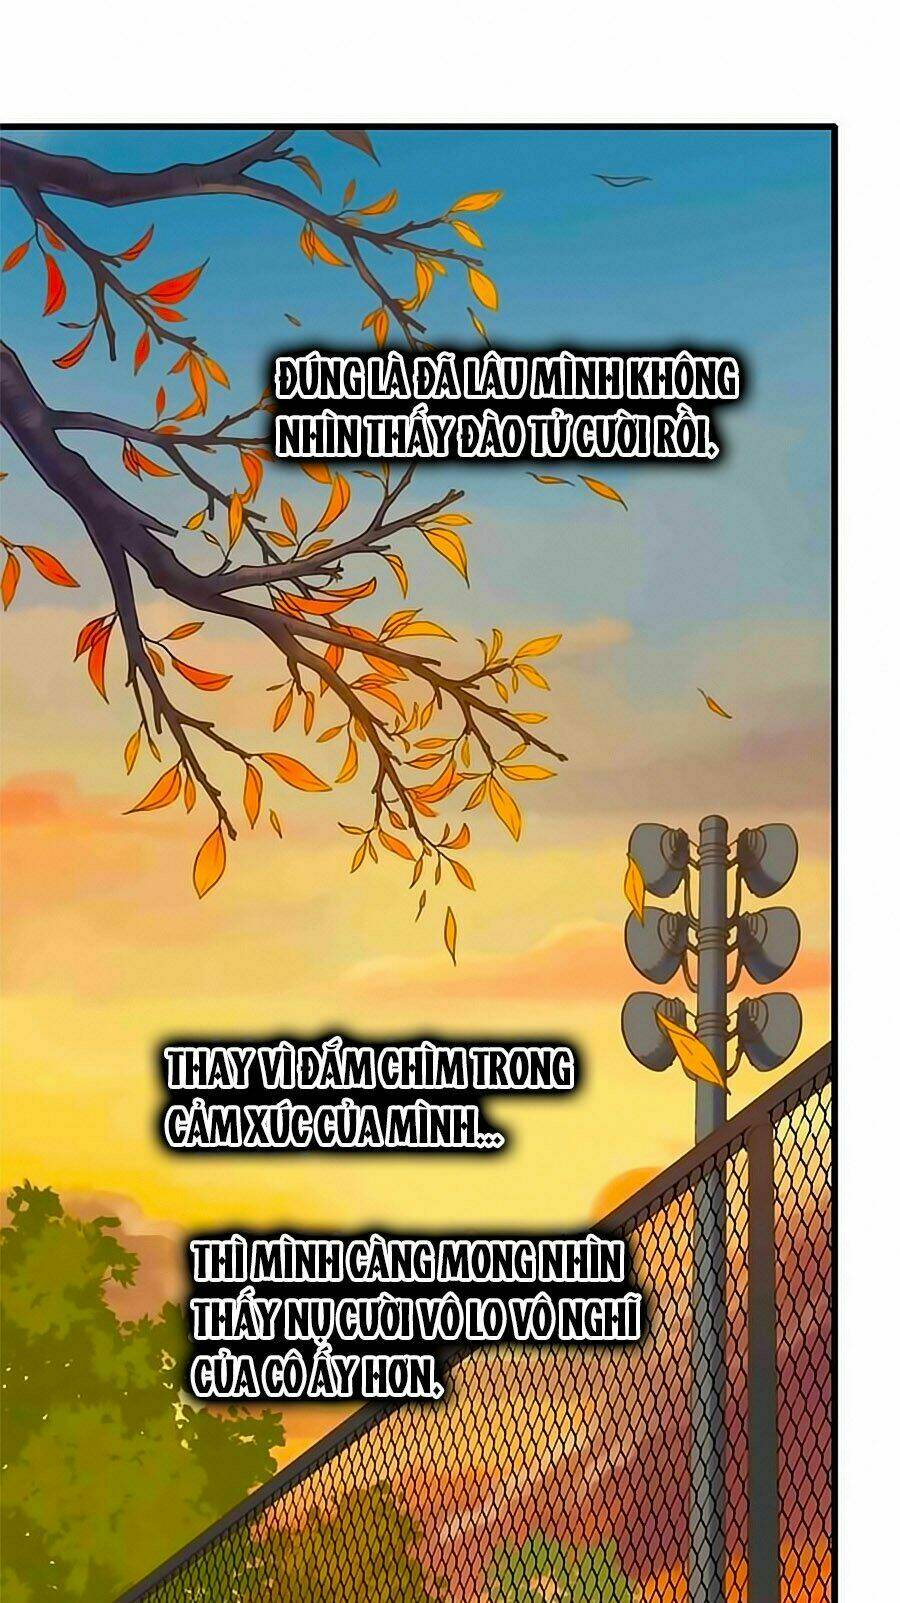 ĐÚNG LÀ ĐÃ LÂU MÌNH KHÔNG
NHÌN THẤY ĐÀO TỬ CƯỜI RỒI.
THAY VÌ ĐẮM CHÌM TRONG
CẢM XÚC CỦA MÌNH...
THÌ MÌNH CÀNG MONG NHÌN
THẤY NỤ CƯỜI VÔ LO VÔ NGHĨ
CỦA CÔ ẤY HƠN.